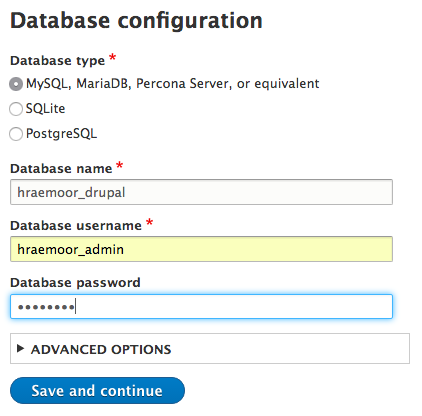 Database configuration
Database type *
MySQL, MariaDB, Percona Server, or equivalent
SQLite
PostgreSQL
Database name *
hraemoor_drupal
Database username *
hraemoor_admin
Database password
••••••••
ADVANCED OPTIONS
Save and continue